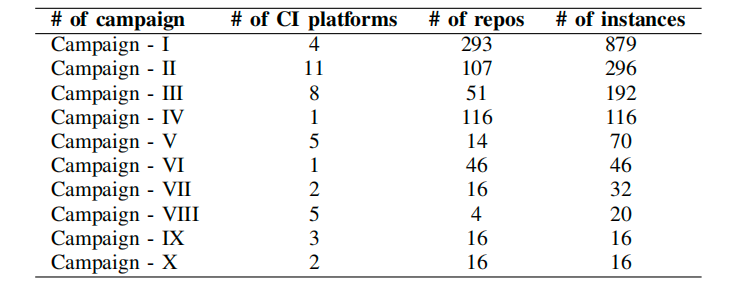 # of campaign # of CI platforms # of repos # of instances
Campaign - I 4 293 879
Campaign - II 11 107 296
Campaign - III 8 51 192
Campaign - IV 1 116 116
Campaign - V 5 14 70
Campaign - VI 1 46 46
Campaign - VII 2 16 32
Campaign - VIII 5 4 20
Campaign - IX 3 16 16
Campaign - X 2 16 16